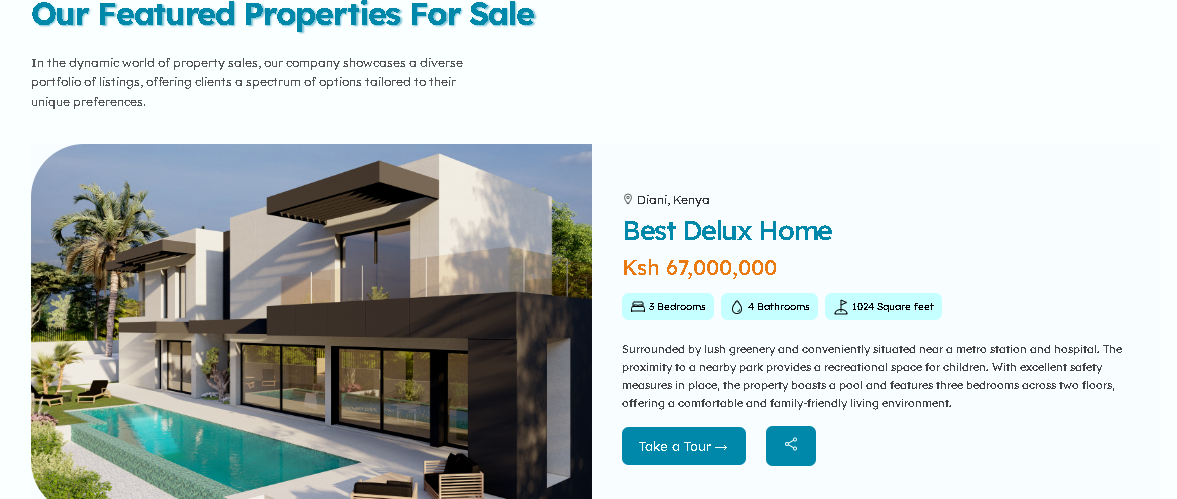 Our Featured Properties For Sale
In the dynamic world of property sales, our company showcases a diverse
portfolio of listings, offering clients a spectrum of options tailored to their
unique preferences.
Diani, Kenya
Best Delux Home
Ksh 67,000,000
3 Bedrooms 4 Bathrooms 1024 Square feet
Surrounded by lush greenery and conveniently situated near a metro station and hospital. The
proximity to a nearby park provides a recreational space for children. With excellent safety
measures in place, the property boasts a pool and features three bedrooms across two floors,
offering a comfortable and family-friendly living environment.
Take a Tour →